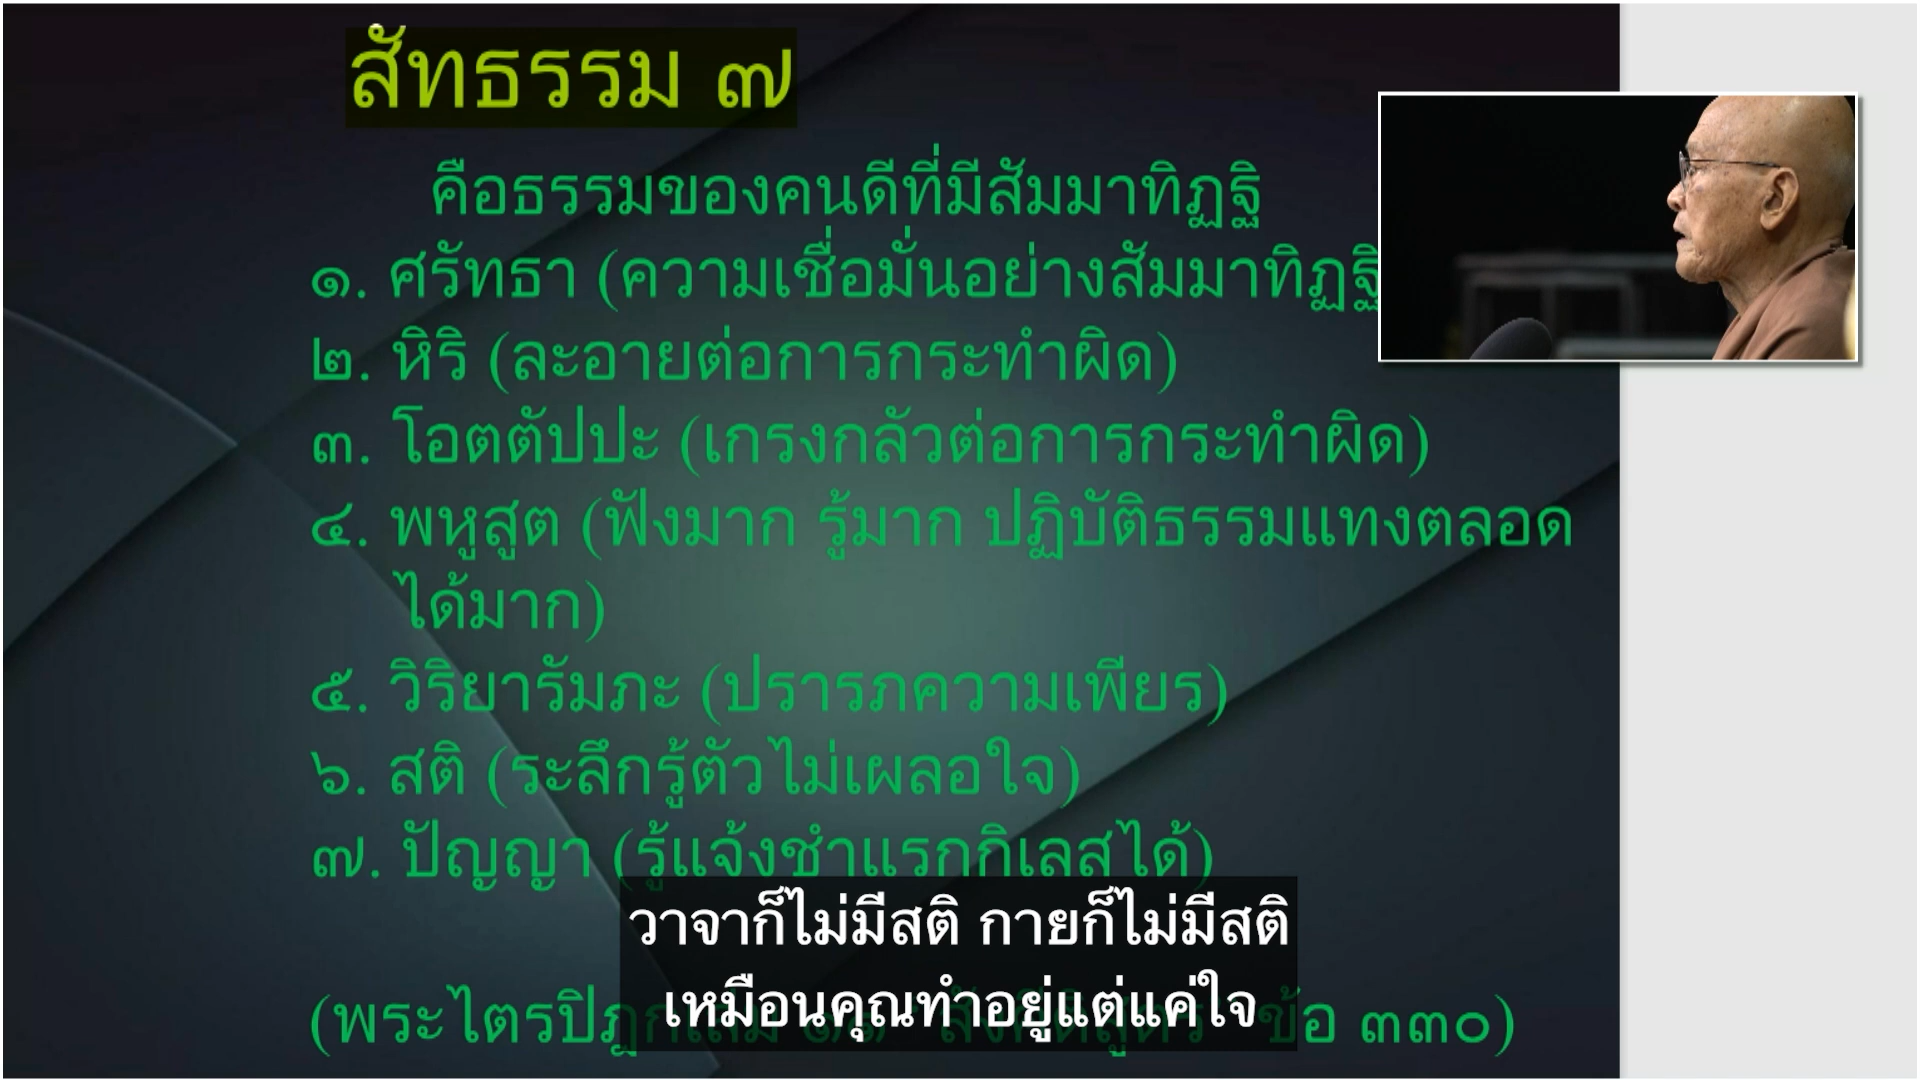 สัทธรรม ๗
คือธรรมของคนดีที่มีสัมมาทิฏฐิ
๑. ศรัทธา (ความเชื่อมั่นอย่างสัมมาทิฏฐิ
๒. หิริ (ละอายต่อการกระทำผิด)
๓. โอตตัปปะ (เกรงกลัวต่อการกระทำผิด)
๔. พหูสูต (ฟังมาก รู้มาก ปฏิบัติธรรมแทงตลอด
ได้มาก)
๕. วิริยารัมภะ (ปรารภความเพียร)
๖. สติ (ระลึกรู้ตัวไม่เผลอใจ)
๗. ปัญญา (รู้แจ้งชำแรกกิเลสได้)
วาจาก็ไม่มีสติ กายก็ไม่มีสติ
เหมือนคุณทำอยู่แต่แค่ใจ
(พระไตรปิฎก ข้อ ๓๓๐)